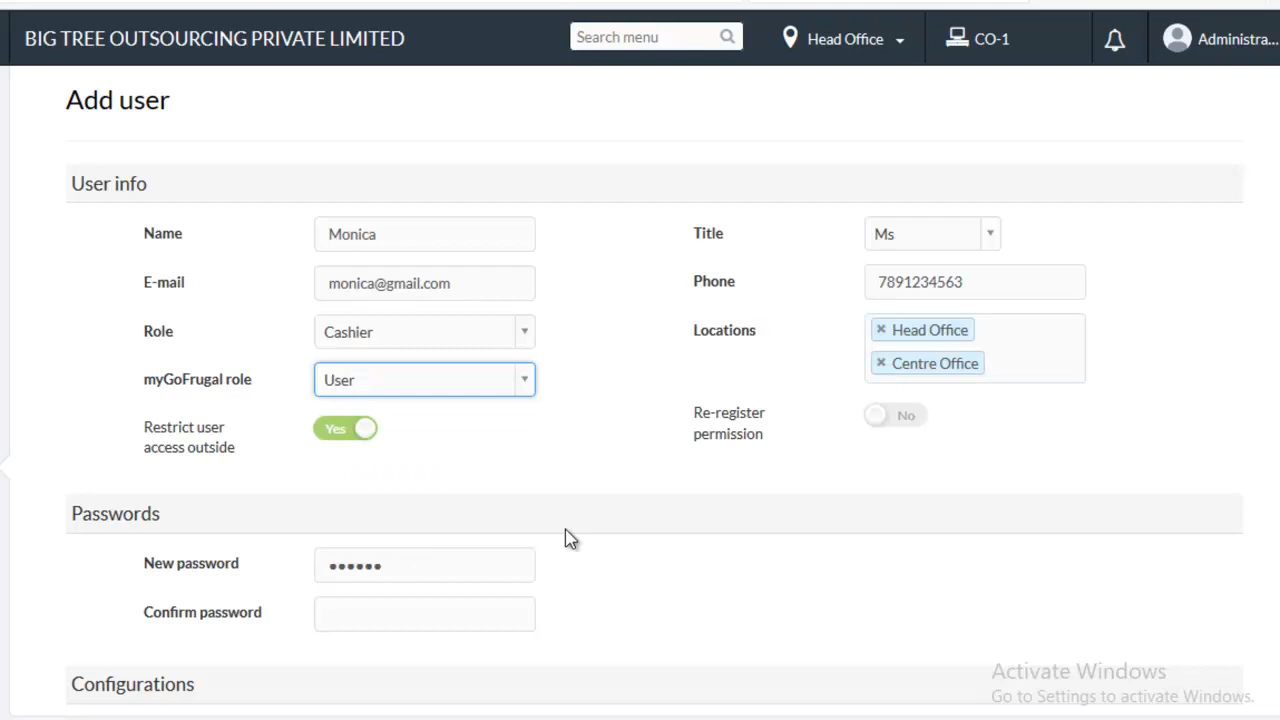 BIG TREE OUTSOURCING PRIVATE LIMITED
Search menu
Head Office
CO-1
Administra...
Add user
User info
Name
Monica
Title
Ms
E-mail
monica@gmail.com
Phone
7891234563
Role
Cashier
Locations
Head Office
Centre Office
myGoFrugal role
User
Restrict user
access outside
Yes
Re-register
permission
No
Passwords
New password
••••••
Confirm password
Configurations
Activate Windows
Go to Settings to activate Windows.